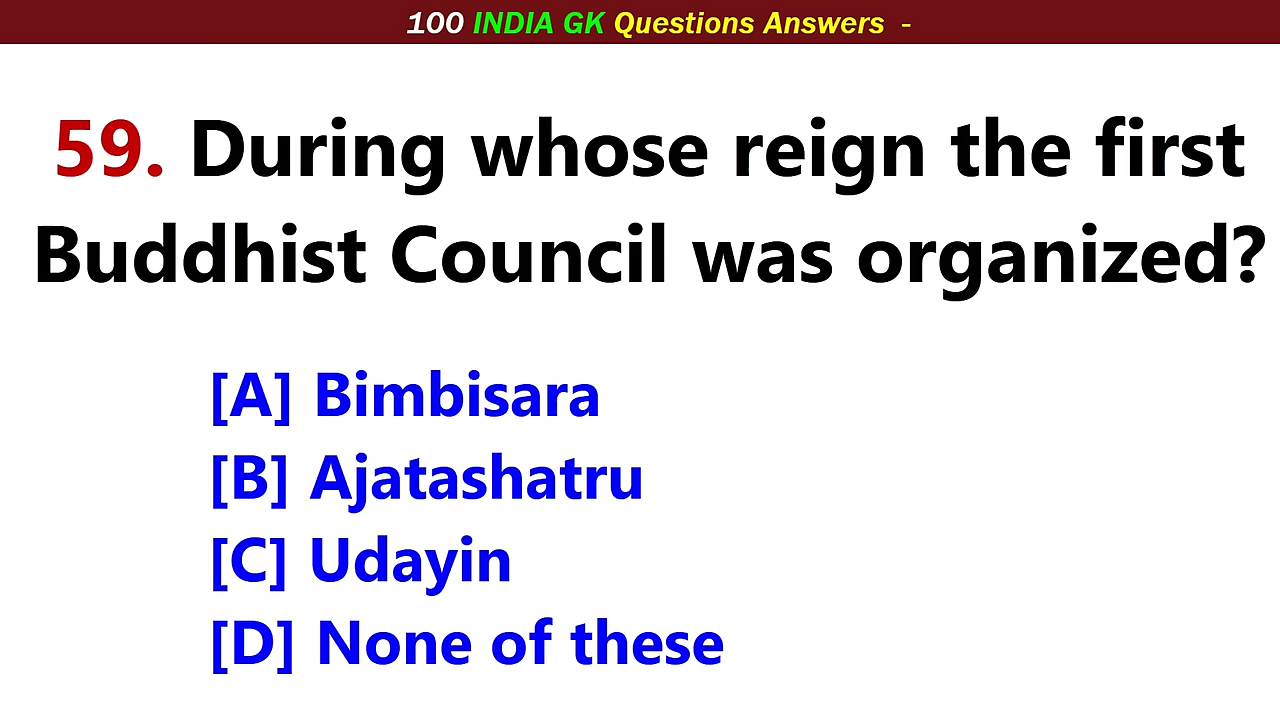 100 INDIA GK Questions Answers -
59. During whose reign the first
Buddhist Council was organized?
[A] Bimbisara
[B] Ajatashatru
[C] Udayin
[D] None of these